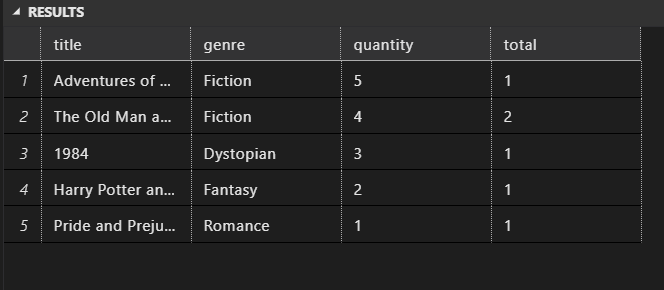 RESULTS
title genre quantity total
1 Adventures of ... Fiction 5 1
2 The Old Man a... Fiction 4 2
3 1984 Dystopian 3 1
4 Harry Potter an... Fantasy 2 1
5 Pride and Preju... Romance 1 1